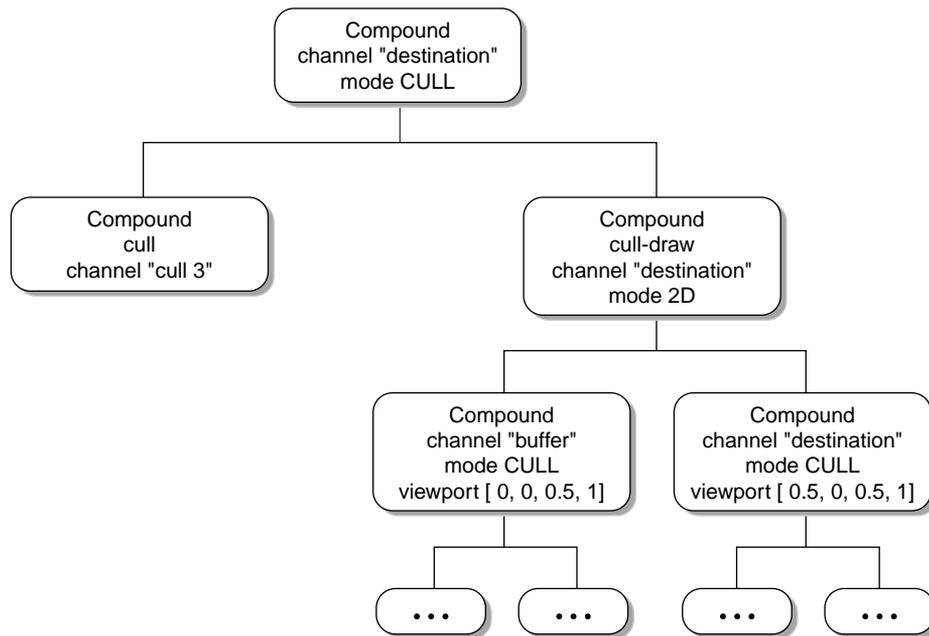 Compound
channel "destination"
mode CULL
Compound
cull
channel "cull 3"
Compound
cull-draw
channel "destination"
mode 2D
Compound
channel "buffer"
mode CULL
viewport [ 0, 0, 0.5, 1]
Compound
channel "destination"
mode CULL
viewport [ 0.5, 0, 0.5, 1]
...
...
...
...